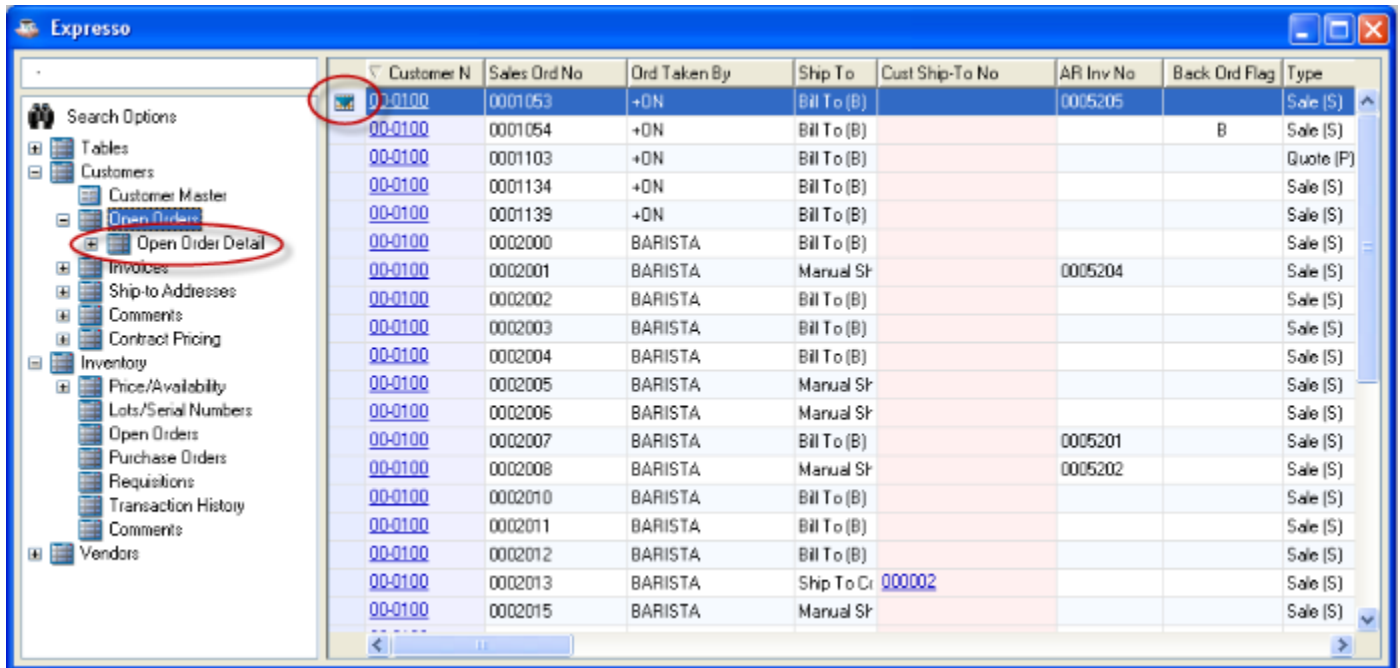 Expresso
Search Options
Tables
Customers
Customer Master
Open Orders
Open Order Detail
Invoices
Ship-to Addresses
Comments
Contract Pricing
Inventory
Price/Availability
Lots/Serial Numbers
Open Orders
Purchase Orders
Requisitions
Transaction History
Comments
Vendors
Customer N Sales Ord No Ord Taken By Ship To Cust Ship-To No AR Inv No Back Ord Flag Type
00-0100 0001053 +ON Bill To (B) 0005205 Sale (S)
00-0100 0001054 +ON Bill To (B) B Sale (S)
00-0100 0001103 +ON Bill To (B) Quote (P)
00-0100 0001134 +ON Bill To (B) Sale (S)
00-0100 0001139 +ON Bill To (B) Sale (S)
00-0100 0002000 BARISTA Bill To (B) Sale (S)
00-0100 0002001 BARISTA Manual Sh 0005204 Sale (S)
00-0100 0002002 BARISTA Bill To (B) Sale (S)
00-0100 0002003 BARISTA Bill To (B) Sale (S)
00-0100 0002004 BARISTA Bill To (B) Sale (S)
00-0100 0002005 BARISTA Manual Sh Sale (S)
00-0100 0002006 BARISTA Manual Sh Sale (S)
00-0100 0002007 BARISTA Bill To (B) 0005201 Sale (S)
00-0100 0002008 BARISTA Manual Sh 0005202 Sale (S)
00-0100 0002010 BARISTA Bill To (B) Sale (S)
00-0100 0002011 BARISTA Bill To (B) Sale (S)
00-0100 0002012 BARISTA Bill To (B) Sale (S)
00-0100 0002013 BARISTA Ship To C 000002 Sale (S)
00-0100 0002015 BARISTA Manual Sh Sale (S)